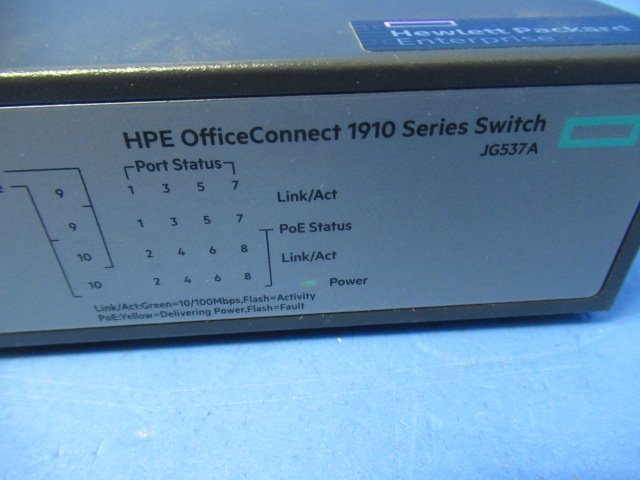 Hewlett Packard
Enterprise
HPE OfficeConnect 1910 Series Switch
JG537A
Port Status
9 1 3 5 7 Link/Act
9 1 3 5 7 PoE Status
10 2 4 6 8 Link/Act
10 2 4 6 8 Power
Link/Act:Green=10/100Mbps,Flash=Activity
PoE:Yellow=Delivering Power,Flash=Fault